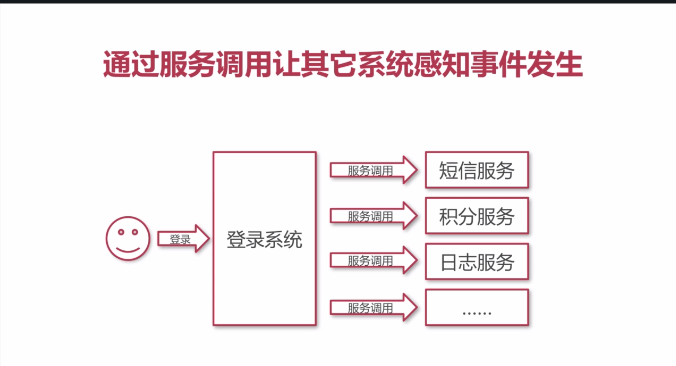 通过服务调用让其它系统感知事件发生
登录
登录系统
服务调用
短信服务
服务调用
积分服务
服务调用
日志服务
服务调用
......